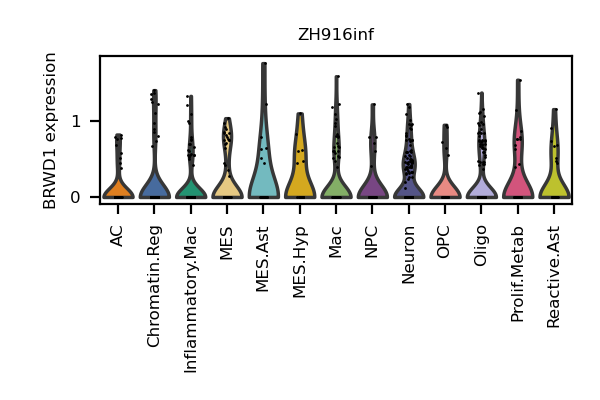 ZH916inf
BRWD1 expression
1
0
AC
Chromatin.Reg
Inflammatory.Mac
MES
MES.Ast
MES.Hyp
Mac
NPC
Neuron
OPC
Oligo
Prolif.Metab
Reactive.Ast